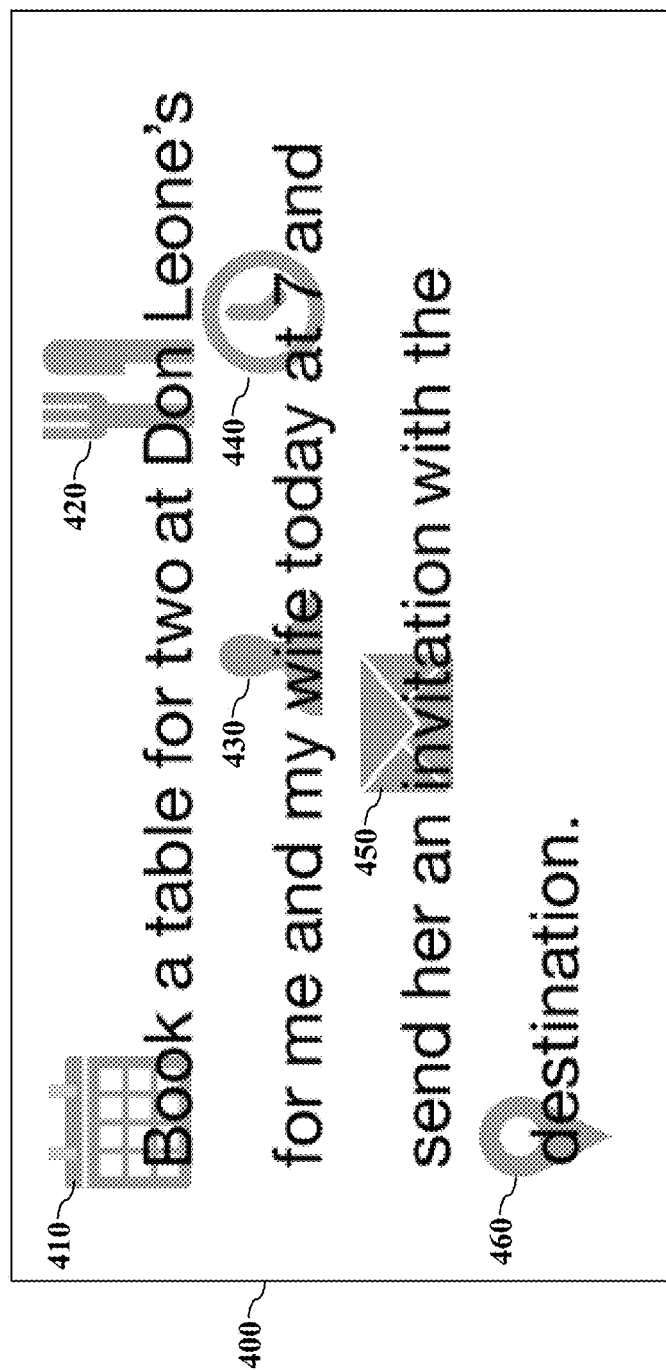 410
420
Book a table for two at Don Leone's
430
440
for me and my wife today at 7 and
450
send her an invitation with the
460
destination.
400